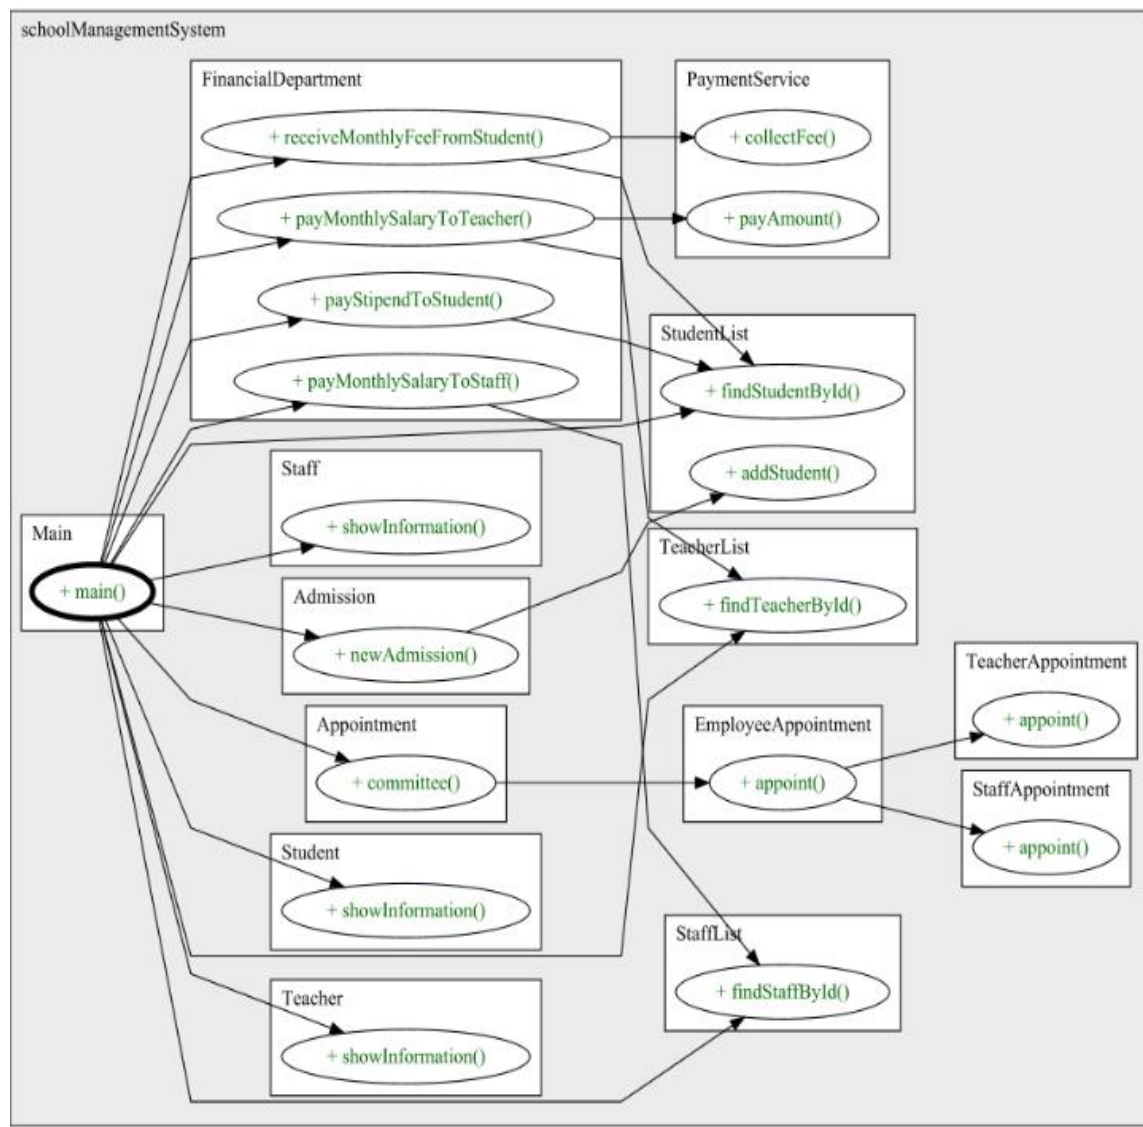 schoolManagementSystem
FinancialDepartment
+ receiveMonthlyFeeFromStudent()
+ payMonthlySalaryToTeacher()
+ payStipendToStudent()
+ payMonthlySalaryToStaff()
PaymentService
+ collectFee()
+ payAmount()
StudentList
+ findStudentById()
+ addStudent()
Staff
+ showInformation()
Main
+ main()
Admission
+ newAdmission()
TeacherList
+ findTeacherById()
Appointment
+ committee()
EmployeeAppointment
+ appoint()
TeacherAppointment
+ appoint()
StaffAppointment
+ appoint()
Student
+ showInformation()
StaffList
+ findStaffById()
Teacher
+ showInformation()